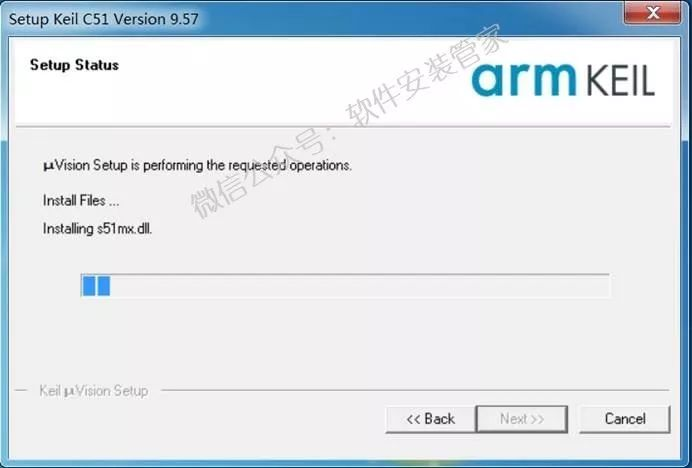 Setup Keil C51 Version 9.57
X
Setup Status
arm KEIL
微信公众号：软件安装管家
μVision Setup is performing the requested operations.
Install Files ...
Installing s51mx.dll.
Keil μVision Setup
<< Back
Next >>
Cancel